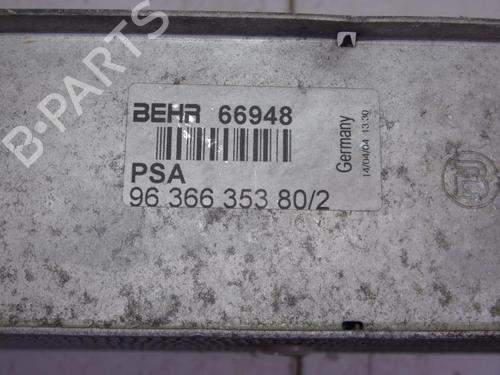 BEHR 66948
PSA
96 366 353 80/2
Germany
14/04/04 13:30
B-PARTS